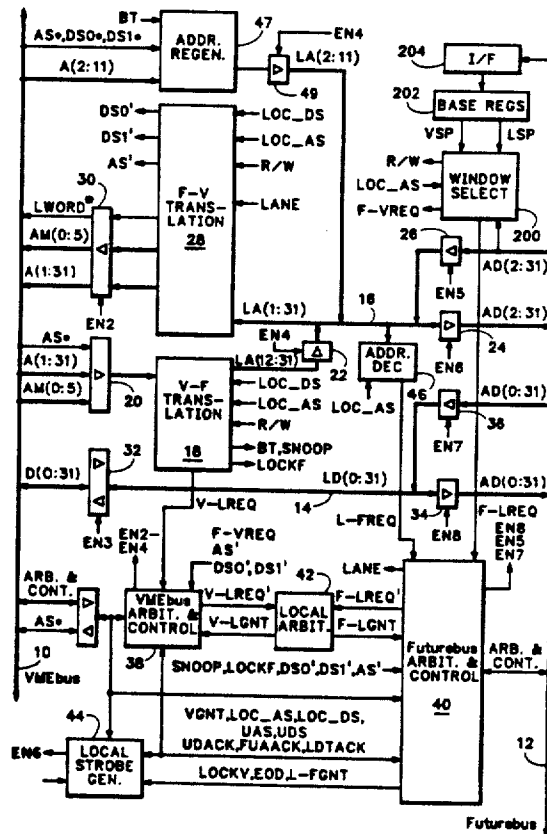 BT
AS*,DS0*,DS1*
A(2:11)
ADDR.
REGEN.
47
EN4
LA(2:11)
49
204
I/F
202
BASE REGS
VSP
LSP
R/W
LOC_AS
F-VREQ
WINDOW
SELECT
200
DS0'
DS1'
AS'
LOC_DS
LOC_AS
R/W
LANE
F-V
TRANSLATION
28
30
LWORD*
AM(0:5)
A(1:31)
EN2
26
AD(2:31)
EN5
LA(1:31)
16
AD(2:31)
24
EN6
EN4
22
LA(12:31)
ADDR.
DEC
46
LOC_AS
AS*
A(1:31)
AM(0:5)
20
V-F
TRANSLATION
18
LOC_DS
LOC_AS
R/W
BT,SNOOP
LOCKF
AD(0:31)
36
EN7
32
D(0:31)
EN3
LD(0:31)
14
AD(0:31)
34
EN8
V-LREQ
L-FREQ
F-LREQ
EN2-
EN4
F-VREQ
AS'
DS0',DS1'
EN8
EN5
EN7
LANE
ARB. &
CONT.
AS*
VMEbus
ARBIT. &
CONTROL
38
V-LREQ'
V-LGNT
42
LOCAL
ARBIT.
F-LREQ'
F-LGNT
Futurebus
ARBIT. &
CONTROL
40
ARB. &
CONT.
SNOOP,LOCKF,DS0',DS1',AS'
10
VMEbus
VGNT,LOC_AS,LOC_DS,
UAS,UDS
UDACK,FUAACK,LDTACK
44
EN6
LOCAL
STROBE
GEN.
LOCKV,EOD,L-FGNT
12
Futurebus